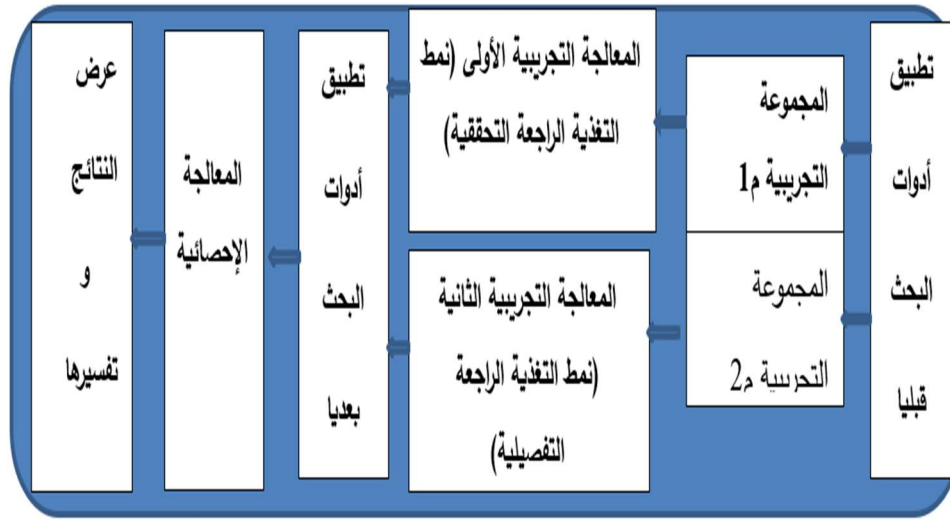 تطبيق
أدوات
البحث
قبليا
المجموعة
التجريبية م1
المجموعة
التجريبية م2
المعالجة التجريبية الأولى (نمط
التغذية الراجعة التحققية)
المعالجة التجريبية الثانية
(نمط التغذية الراجعة
التفصيلية)
تطبيق
أدوات
البحث
بعديا
المعالجة
الإحصائية
عرض
النتائج
و
تفسيرها